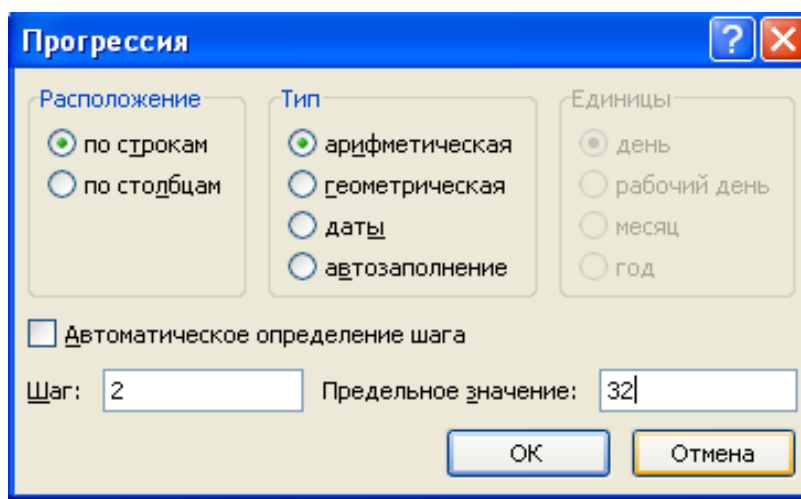 Прогрессия
Расположение
по строкам
по столбцам
Тип
арифметическая
геометрическая
даты
автозаполнение
Единицы
день
рабочий день
месяц
год
Автоматическое определение шага
Шаг: 2 Предельное значение: 32
ОК Отмена